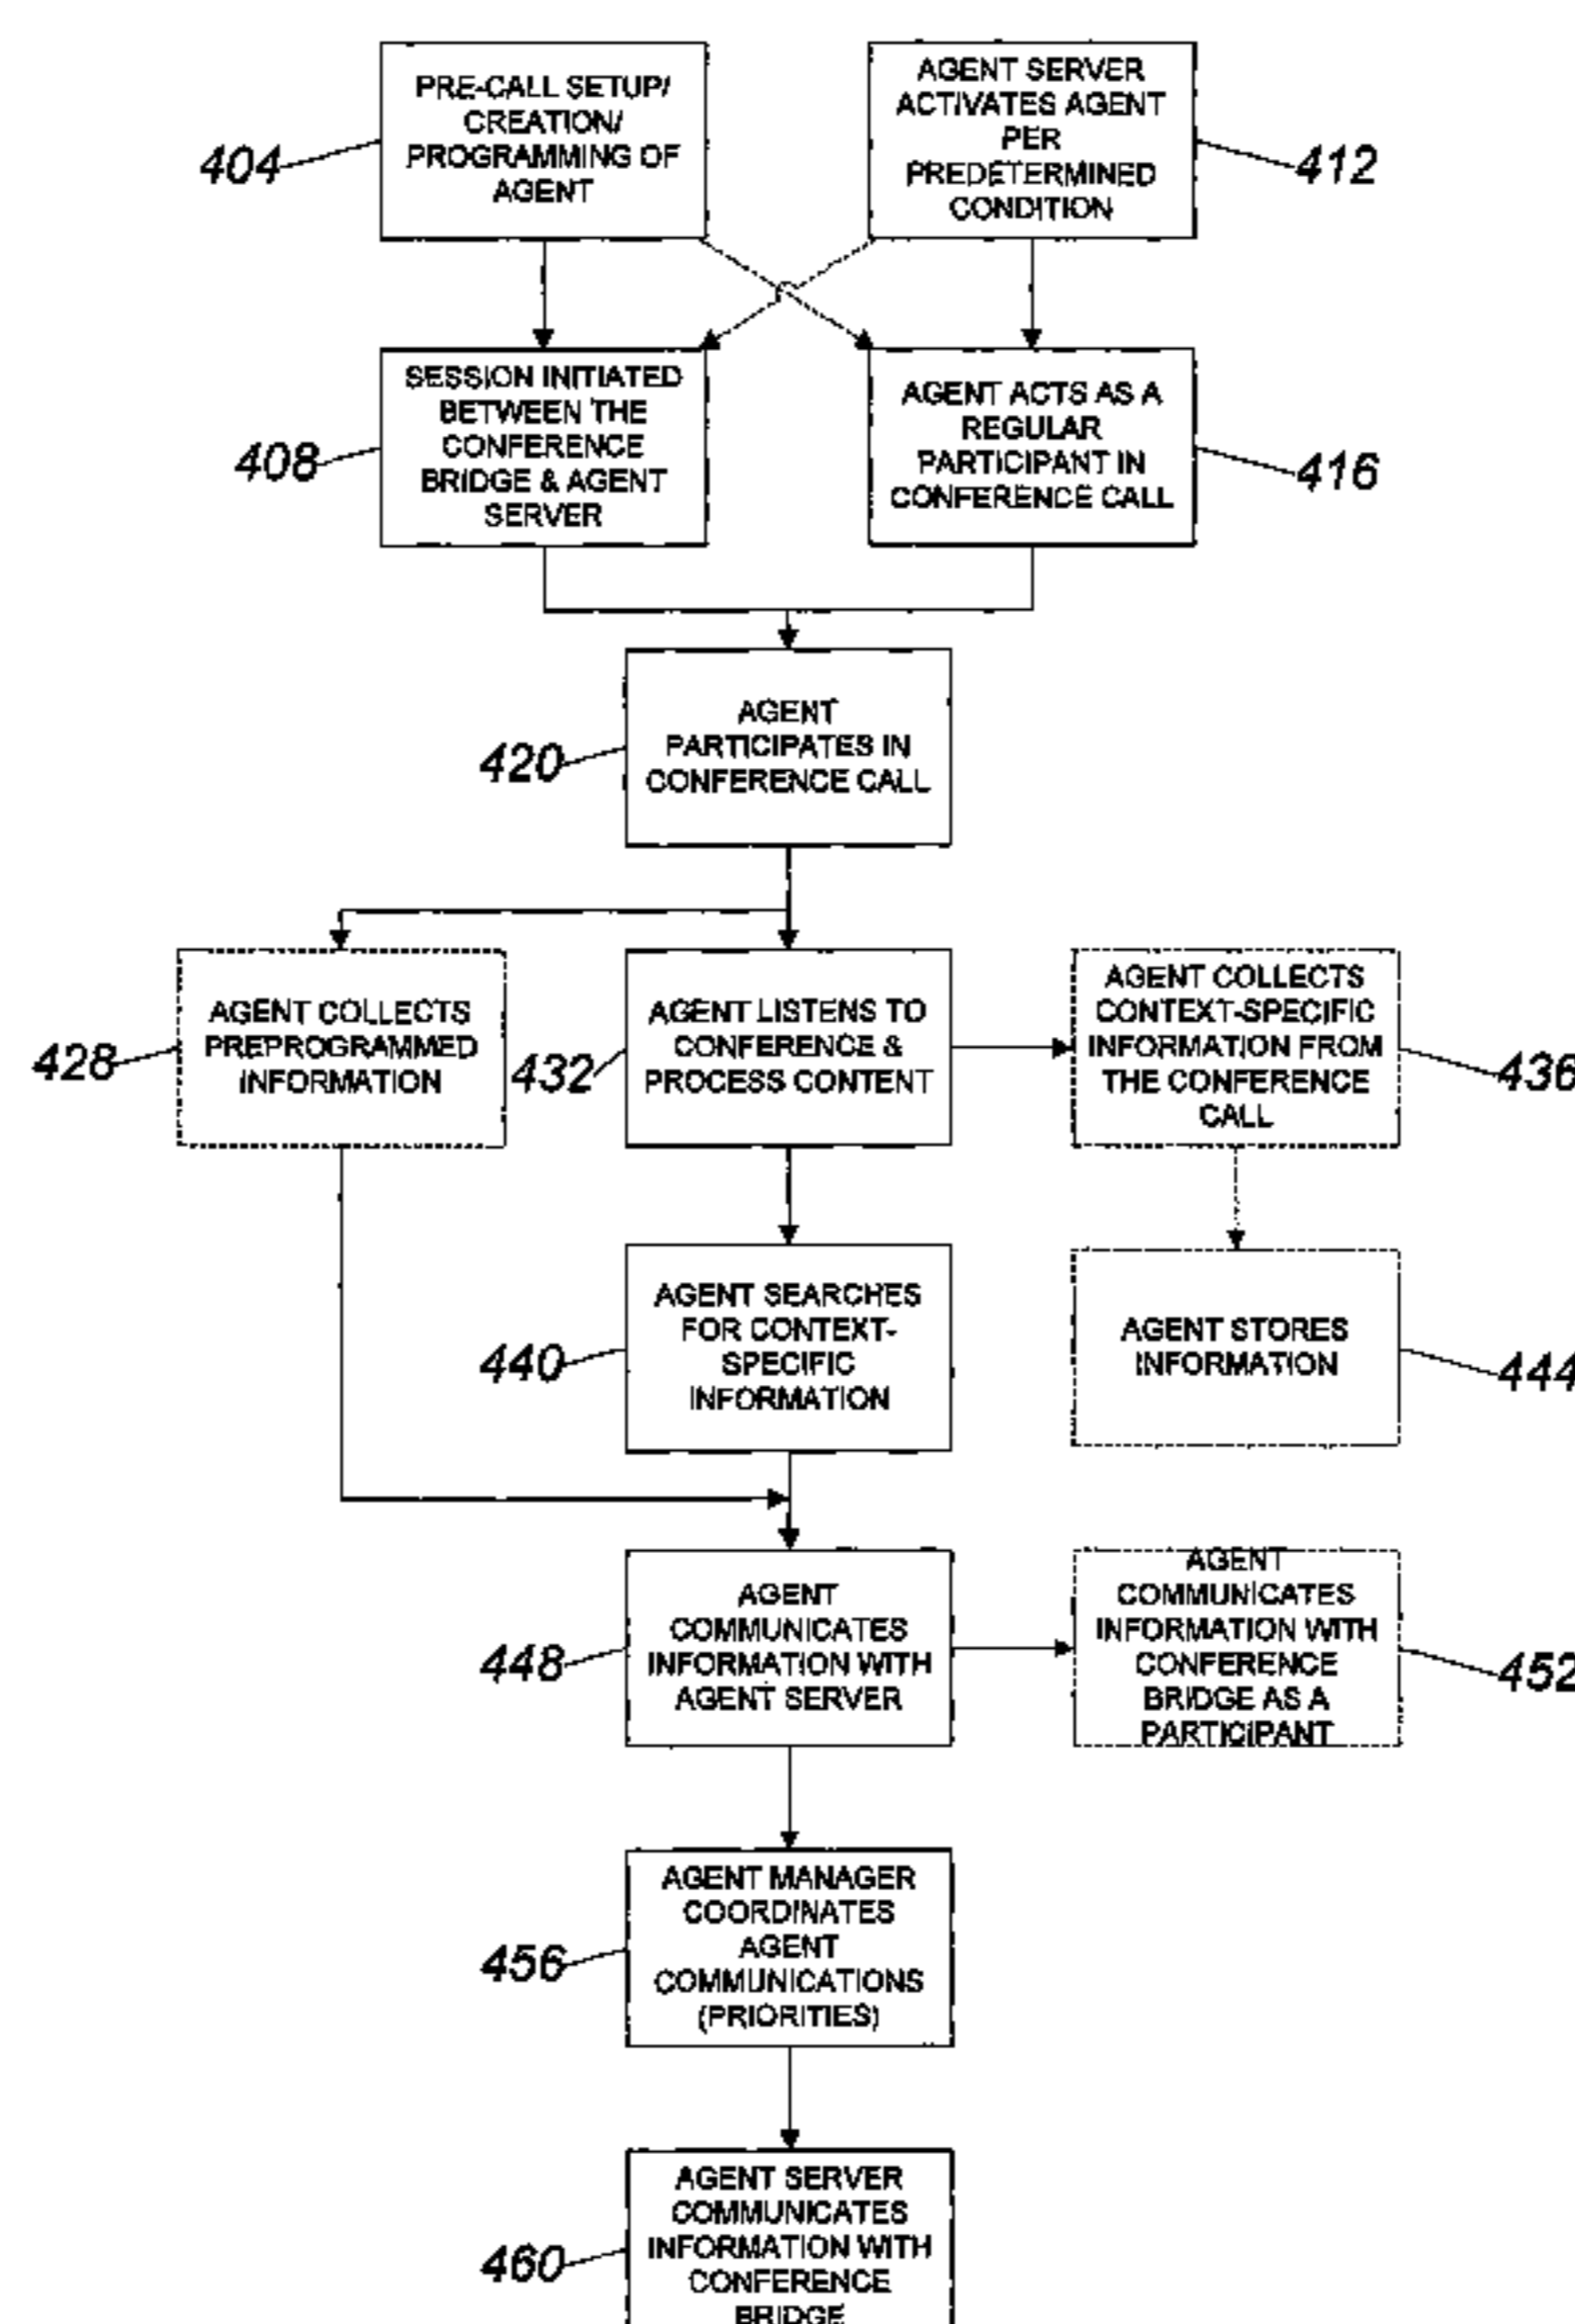 PRE-CALL SETUP/
CREATION/
PROGRAMMING OF
AGENT
404
AGENT SERVER
ACTIVATES AGENT
PER
PREDETERMINED
CONDITION
412
SESSION INITIATED
BETWEEN THE
CONFERENCE
BRIDGE & AGENT
SERVER
408
AGENT ACTS AS A
REGULAR
PARTICIPANT IN
CONFERENCE CALL
416
AGENT
PARTICIPATES IN
CONFERENCE CALL
420
AGENT COLLECTS
PREPROGRAMMED
INFORMATION
428
AGENT LISTENS TO
CONFERENCE &
PROCESS CONTENT
432
AGENT COLLECTS
CONTEXT-SPECIFIC
INFORMATION FROM
THE CONFERENCE
CALL
436
AGENT SEARCHES
FOR CONTEXT-
SPECIFIC
INFORMATION
440
AGENT STORES
INFORMATION
444
AGENT
COMMUNICATES
INFORMATION WITH
AGENT SERVER
448
AGENT
COMMUNICATES
INFORMATION WITH
CONFERENCE
BRIDGE AS A
PARTICIPANT
452
AGENT MANAGER
COORDINATES
AGENT
COMMUNICATIONS
(PRIORITIES)
456
AGENT SERVER
COMMUNICATES
INFORMATION WITH
CONFERENCE
BRIDGE
460